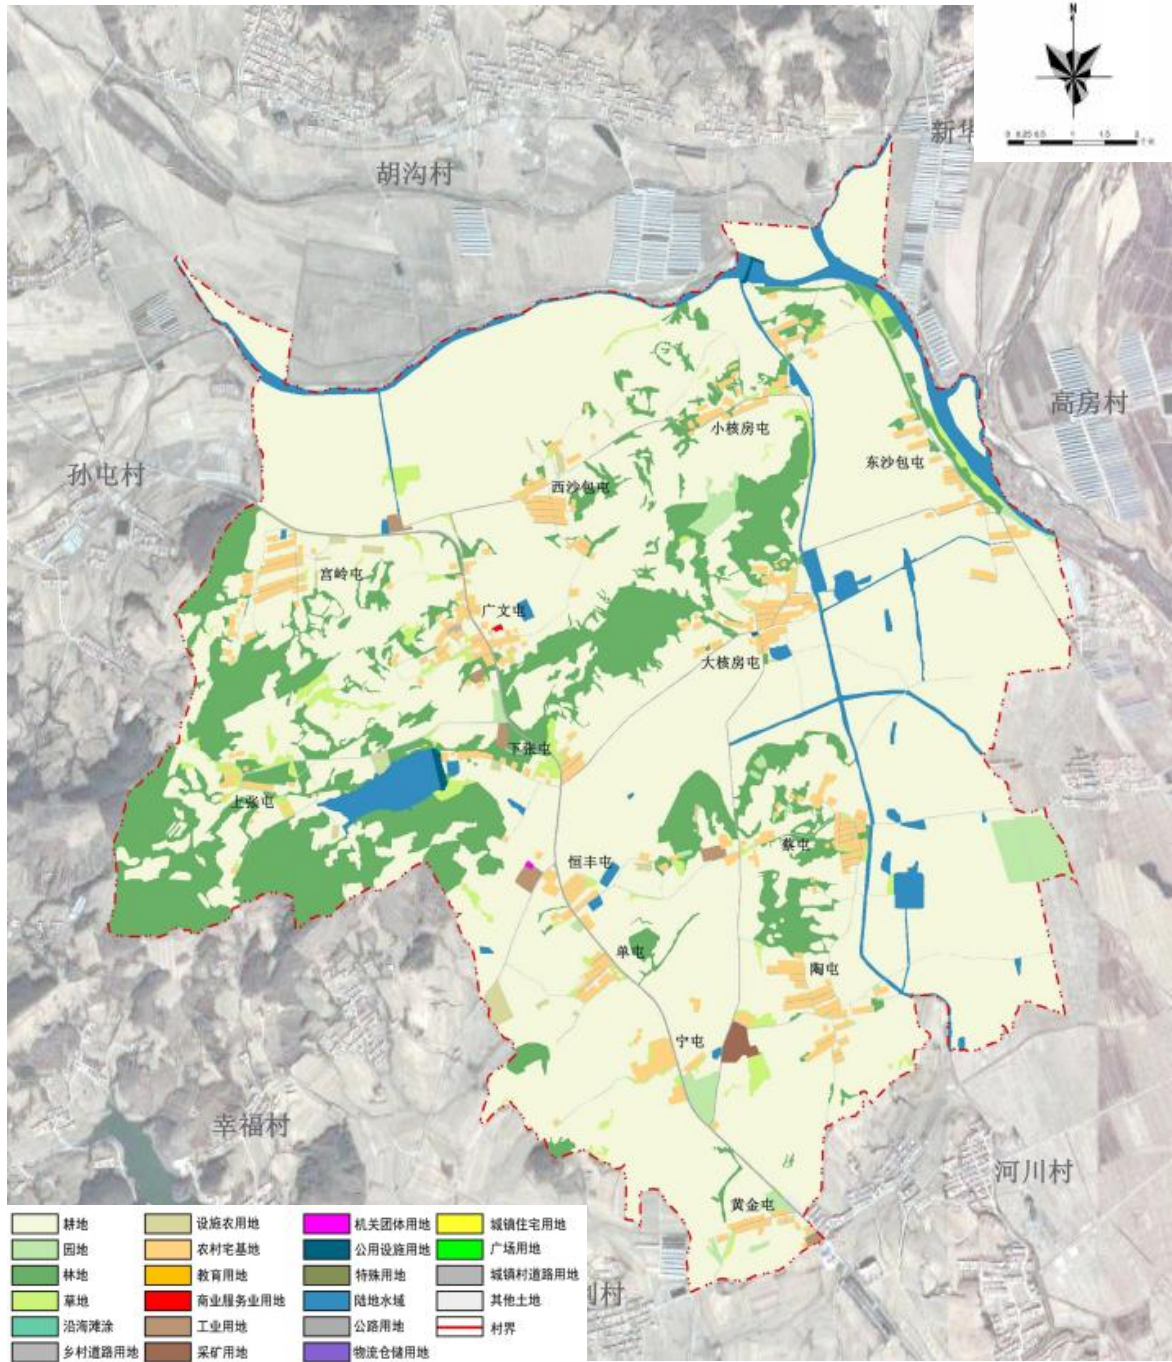 N
胡沟村
新华
高房村
孙屯村
小核房屯
东沙包屯
西沙包屯
宫岭屯
广文屯
大核房屯
下张屯
上张屯
蔡屯
恒丰屯
单屯
陶屯
宁屯
幸福村
河川村
黄金屯
村
耕地 设施农用地 机关团体用地 城镇住宅用地
园地 农村宅基地 公用设施用地 广场用地
林地 教育用地 特殊用地 城镇村道路用地
草地 商业服务业用地 陆地水域 其他土地
沿海滩涂 工业用地 公路用地 村界
乡村道路用地 采矿用地 物流仓储用地